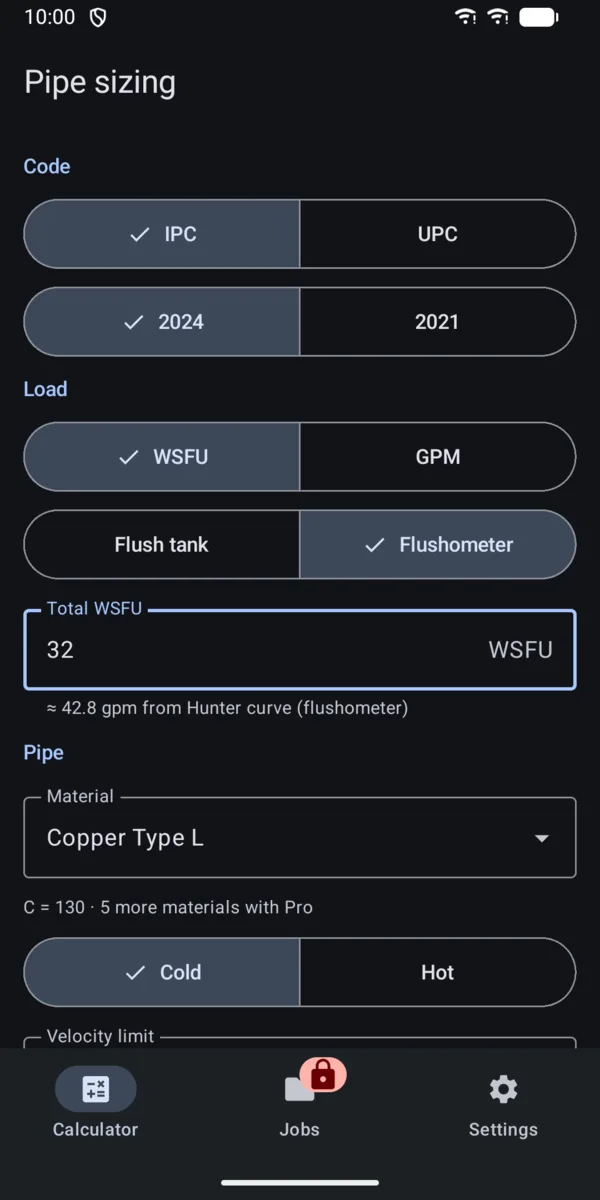 10:00
Pipe sizing
Code
IPC
UPC
2024
2021
Load
WSFU
GPM
Flush tank
Flushometer
Total WSFU
32
WSFU
≈ 42.8 gpm from Hunter curve (flushometer)
Pipe
Material
Copper Type L
C = 130 · 5 more materials with Pro
Cold
Hot
Velocity limit
Calculator
Jobs
Settings